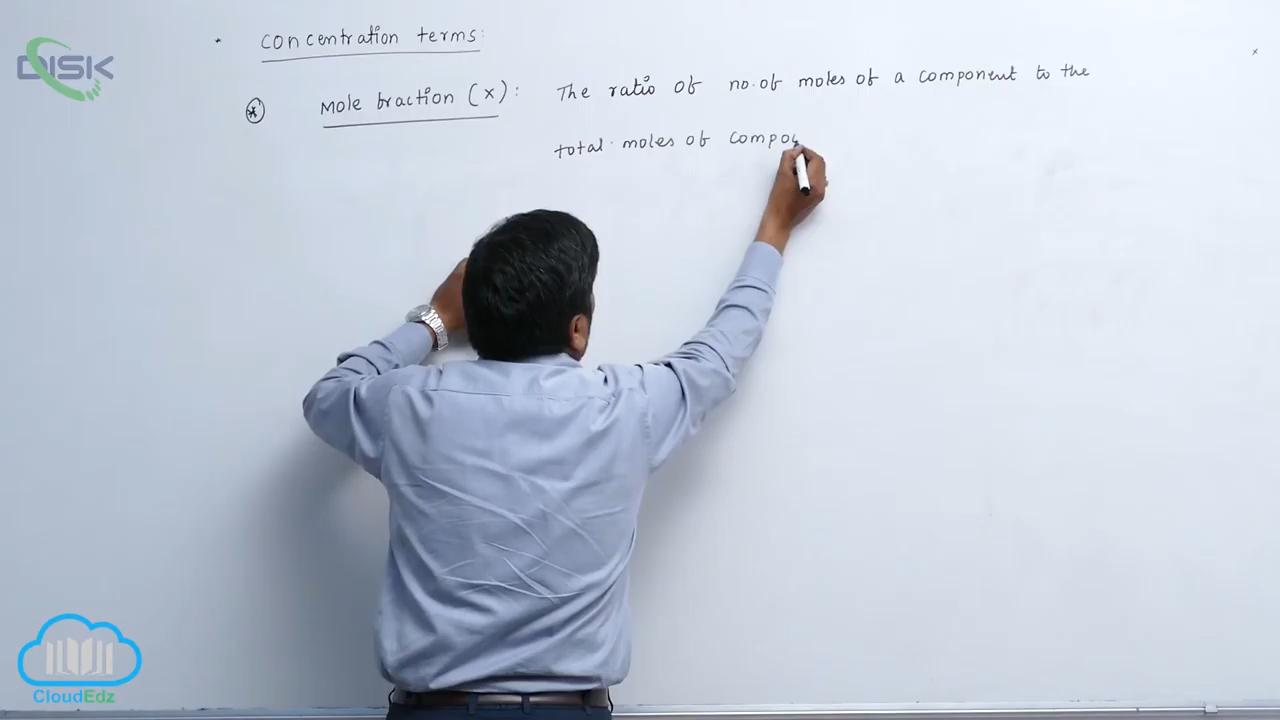 DISK
concentration terms:
Mole fraction (x): The ratio of no. of moles of a component to the
total moles of compo
CloudEdz